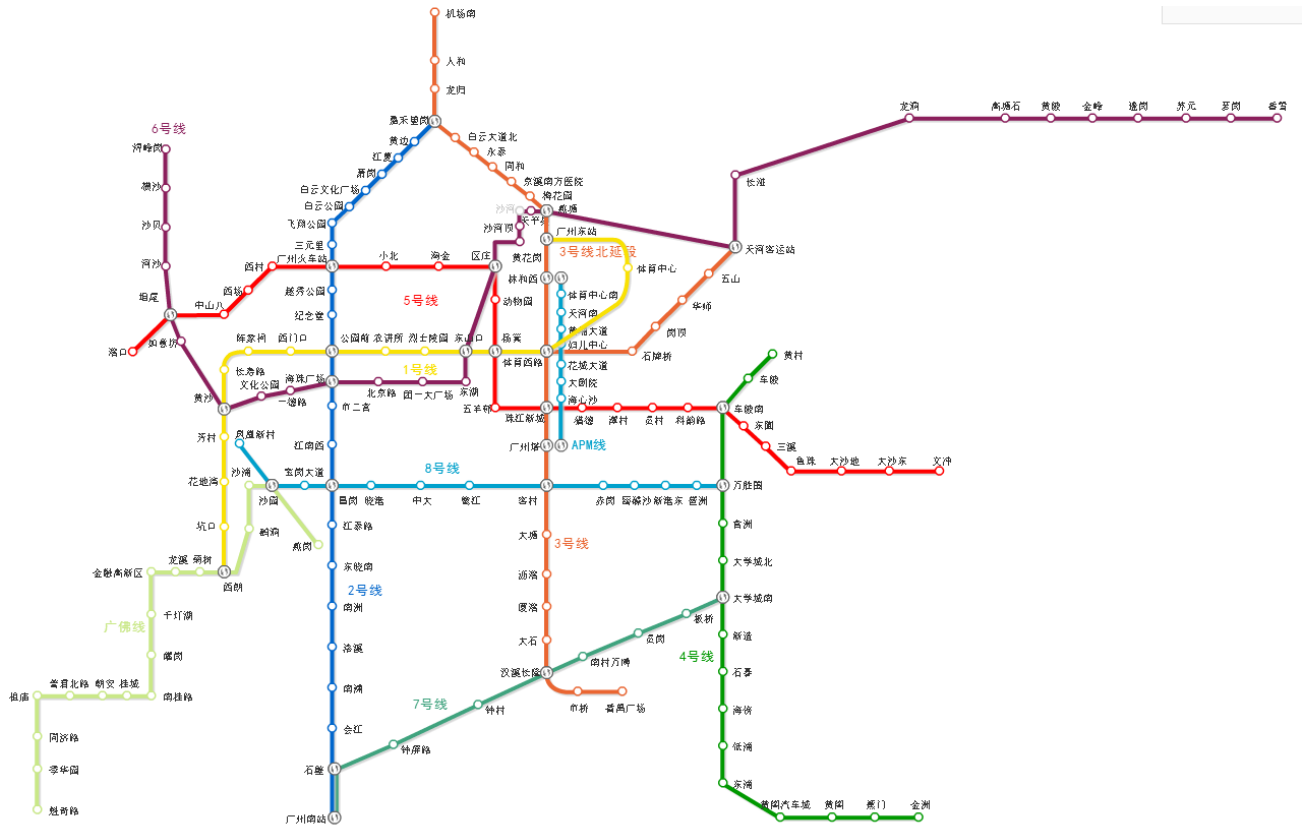 机场南
人和
龙归
嘉禾望岗
白云大道北
永泰
同和
京溪南方医院
梅花园
燕塘
黄边
江夏
萧岗
白云文化广场
白云公园
飞翔公园
三元里
广州火车站
越秀公园
纪念堂
公园前
海珠广场
市二宫
江南西
昌岗
江泰路
东晓南
2号线
南洲
洛溪
南浦
会江
石壁
广州南站
6号线
浔峰岗
横沙
沙贝
河沙
坦尾
如意坊
黄沙
文化公园
一德路
北京路
团一大广场
东湖
东山口
区庄
黄花岗
沙河顶
沙河
天平
天河客运站
长湴
龙洞
高塘石
黄陂
金峰
暹岗
苏元
萝岗
香雪
滘口
中山八
西场
西村
小北
淘金
5号线
动物园
杨箕
五羊邨
珠江新城
猎德
潭村
员村
科韵路
车陂南
东圃
三溪
鱼珠
大沙地
大沙东
文冲
广州东站
3号线北延段
体育中心
林和西
体育中心南
天河南
黄埔大道
妇儿中心
花城大道
大剧院
海心沙
广州塔
APM线
五山
华师
岗顶
石牌桥
体育西路
烈士陵园
农讲所
西门口
陈家祠
长寿路
1号线
芳村
花地湾
坑口
西朗
凤凰新村
沙园
宝岗大道
晓港
中大
鹭江
8号线
客村
赤岗
磨碟沙
新港东
琶洲
万胜围
黄村
车陂
官洲
大学城北
大学城南
新造
4号线
石碁
海傍
低涌
东涌
黄阁汽车城
黄阁
蕉门
金洲
大塘
3号线
沥滘
厦滘
大石
汉溪长隆
市桥
番禺广场
板桥
员岗
南村万博
钟村
7号线
钟屏路
沙涌
鹤洞
燕岗
龙溪
菊树
金融高新区
千灯湖
广佛线
𧒽岗
南桂路
桂城
朝安
普君北路
祖庙
同济路
季华园
魁奇路